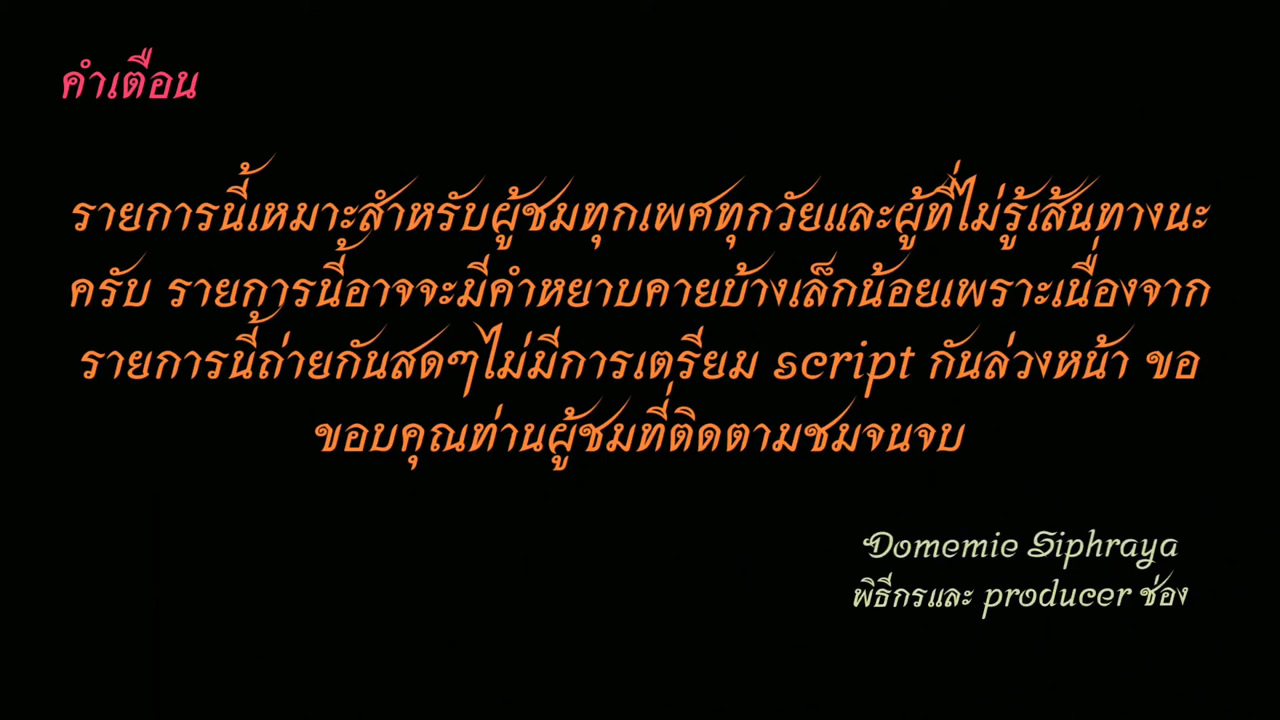 คำเตือน
รายการนี้เหมาะสำหรับผู้ชมทุกเพศทุกวัยและผู้ที่ไม่รู้เส้นทางนะ
ครับ รายการนี้อาจจะมีคำหยาบคายบ้างเล็กน้อยเพราะเนื่องจาก
รายการนี้ถ่ายกันสดๆไม่มีการเตรียม script กันล่วงหน้า ขอ
ขอบคุณท่านผู้ชมที่ติดตามชมจนจบ
Domemie Siphraya
พิธีกรและ producer ช่อง